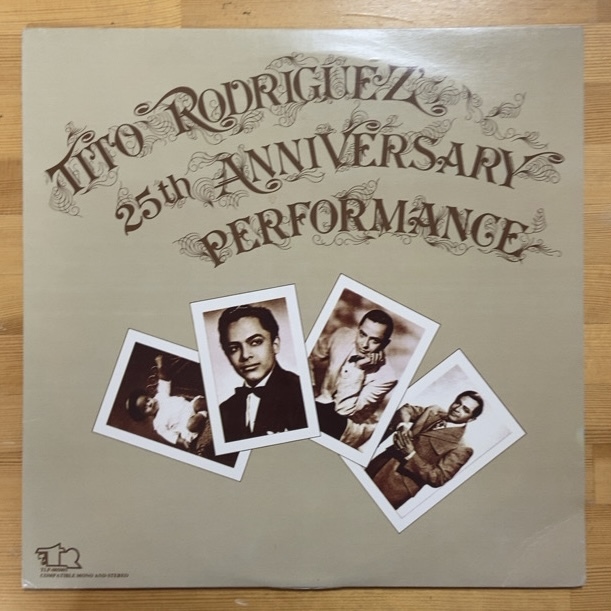 TITO RODRIGUEZ'
25th ANNIVERSARY
PERFORMANCE
TR
COMPATIBLE MONO AND STEREO